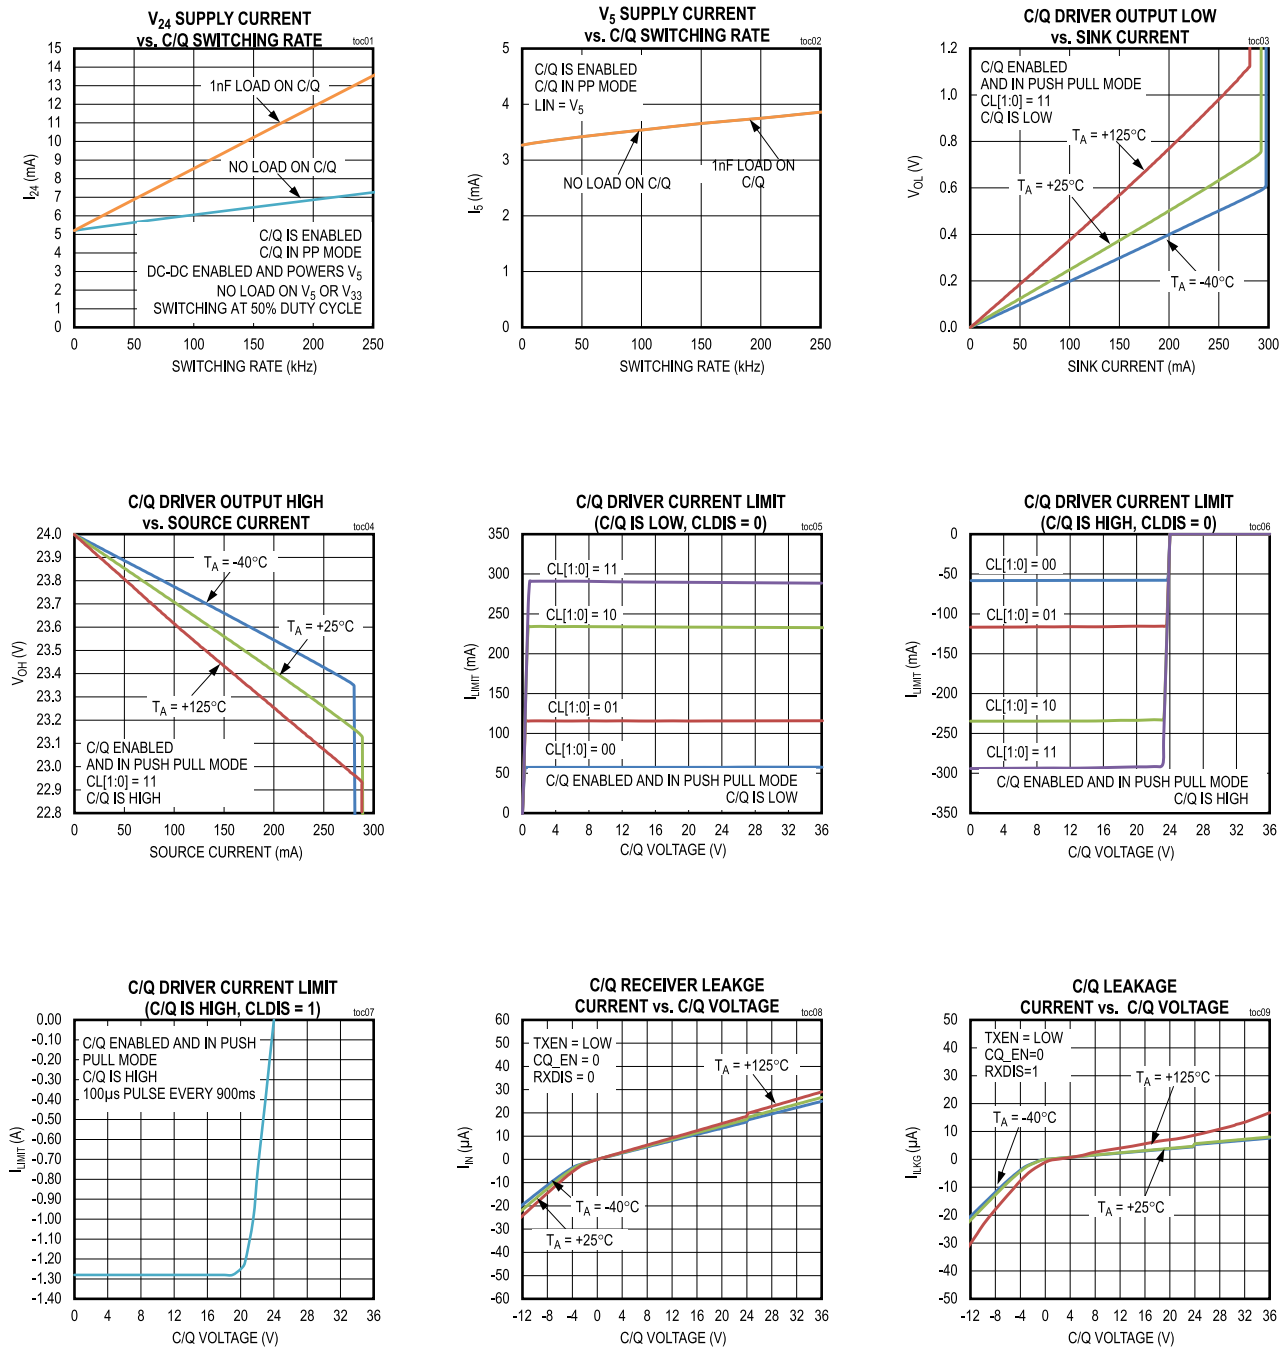 V24 SUPPLY CURRENT
vs. C/Q SWITCHING RATE
toc01
15
14
13
12
11
10
9
8
7
6
5
4
3
2
1
0
I24 (mA)
1nF LOAD ON C/Q
NO LOAD ON C/Q
C/Q IS ENABLED
C/Q IN PP MODE
DC-DC ENABLED AND POWERS V5
NO LOAD ON V5 OR V33
SWITCHING AT 50% DUTY CYCLE
0 50 100 150 200 250
SWITCHING RATE (kHz)
V5 SUPPLY CURRENT
vs. C/Q SWITCHING RATE
toc02
5
4
3
2
1
0
I5 (mA)
C/Q IS ENABLED
C/Q IN PP MODE
LIN = V5
NO LOAD ON C/Q
1nF LOAD ON
C/Q
0 50 100 150 200 250
SWITCHING RATE (kHz)
C/Q DRIVER OUTPUT LOW
vs. SINK CURRENT
toc03
1.2
1.0
0.8
0.6
0.4
0.2
0.0
VOL (V)
C/Q ENABLED
AND IN PUSH PULL MODE
CL[1:0] = 11
C/Q IS LOW
TA = +125°C
TA = +25°C
TA = -40°C
0 50 100 150 200 250 300
SINK CURRENT (mA)
C/Q DRIVER OUTPUT HIGH
vs. SOURCE CURRENT
toc04
24.0
23.9
23.8
23.7
23.6
23.5
23.4
23.3
23.2
23.1
23.0
22.9
22.8
VOH (V)
TA = -40°C
TA = +25°C
TA = +125°C
C/Q ENABLED
AND IN PUSH PULL MODE
CL[1:0] = 11
C/Q IS HIGH
0 50 100 150 200 250 300
SOURCE CURRENT (mA)
C/Q DRIVER CURRENT LIMIT
(C/Q IS LOW, CLDIS = 0)
toc05
350
300
250
200
150
100
50
0
ILIMIT (mA)
CL[1:0] = 11
CL[1:0] = 10
CL[1:0] = 01
CL[1:0] = 00
C/Q ENABLED AND IN PUSH PULL MODE
C/Q IS LOW
0 4 8 12 16 20 24 28 32 36
C/Q VOLTAGE (V)
C/Q DRIVER CURRENT LIMIT
(C/Q IS HIGH, CLDIS = 0)
toc06
0
-50
-100
-150
-200
-250
-300
-350
ILIMIT (mA)
CL[1:0] = 00
CL[1:0] = 01
CL[1:0] = 10
CL[1:0] = 11
C/Q ENABLED AND IN PUSH PULL MODE
C/Q IS HIGH
0 4 8 12 16 20 24 28 32 36
C/Q VOLTAGE (V)
C/Q DRIVER CURRENT LIMIT
(C/Q IS HIGH, CLDIS = 1)
toc07
0.00
-0.10
-0.20
-0.30
-0.40
-0.50
-0.60
-0.70
-0.80
-0.90
-1.00
-1.10
-1.20
-1.30
-1.40
ILIMIT (A)
C/Q ENABLED AND IN PUSH
PULL MODE
C/Q IS HIGH
100µs PULSE EVERY 900ms
0 4 8 12 16 20 24 28 32 36
C/Q VOLTAGE (V)
C/Q RECEIVER LEAKGE
CURRENT vs. C/Q VOLTAGE
toc08
60
50
40
30
20
10
0
-10
-20
-30
-40
-50
-60
IIN (µA)
TXEN = LOW
CQ_EN = 0
RXDIS = 0
TA = +125°C
TA = -40°C
TA = +25°C
-12 -8 -4 0 4 8 12 16 20 24 28 32 36
C/Q VOLTAGE (V)
C/Q LEAKAGE
CURRENT vs. C/Q VOLTAGE
toc09
50
40
30
20
10
0
-10
-20
-30
-40
-50
IILKG (µA)
TXEN = LOW
CQ_EN=0
RXDIS=1
TA = +125°C
TA = -40°C
TA = +25°C
-12 -8 -4 0 4 8 12 16 20 24 28 32 36
C/Q VOLTAGE (V)